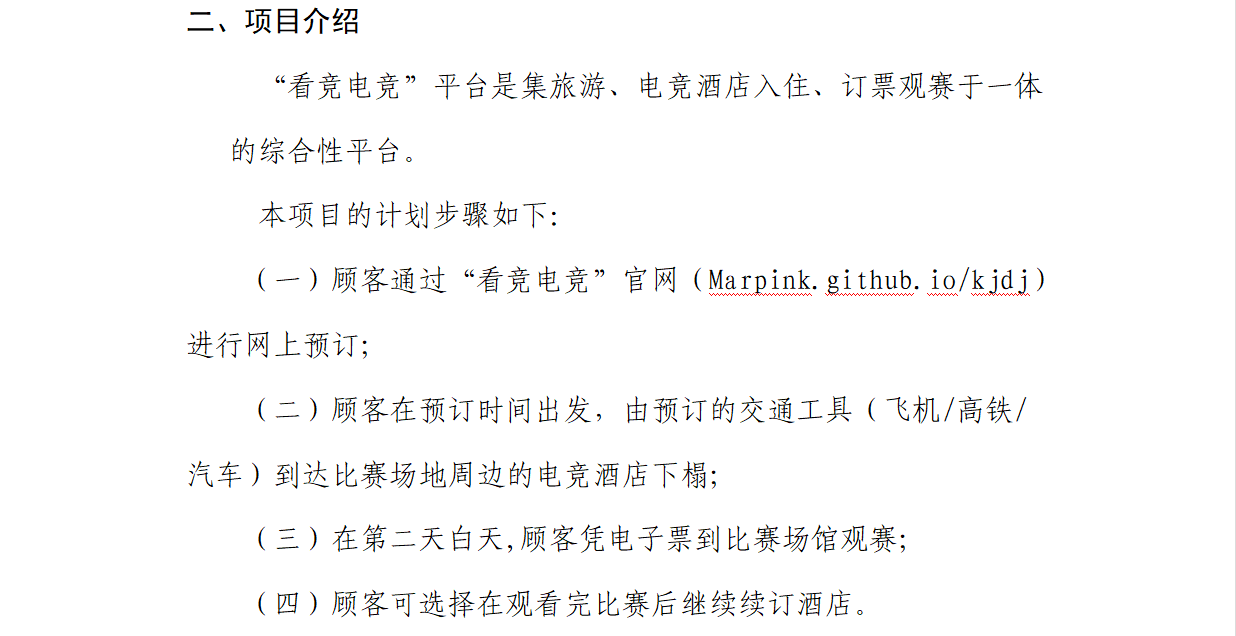 二、项目介绍
“看竞电竞”平台是集旅游、电竞酒店入住、订票观赛于一体
的综合性平台。
本项目的计划步骤如下:
(一)顾客通过“看竞电竞”官网(Marpink.github.io/kjdj)
进行网上预订;
(二)顾客在预订时间出发，由预订的交通工具(飞机/高铁/
汽车)到达比赛场地周边的电竞酒店下榻;
(三)在第二天白天,顾客凭电子票到比赛场馆观赛;
(四)顾客可选择在观看完比赛后继续续订酒店。